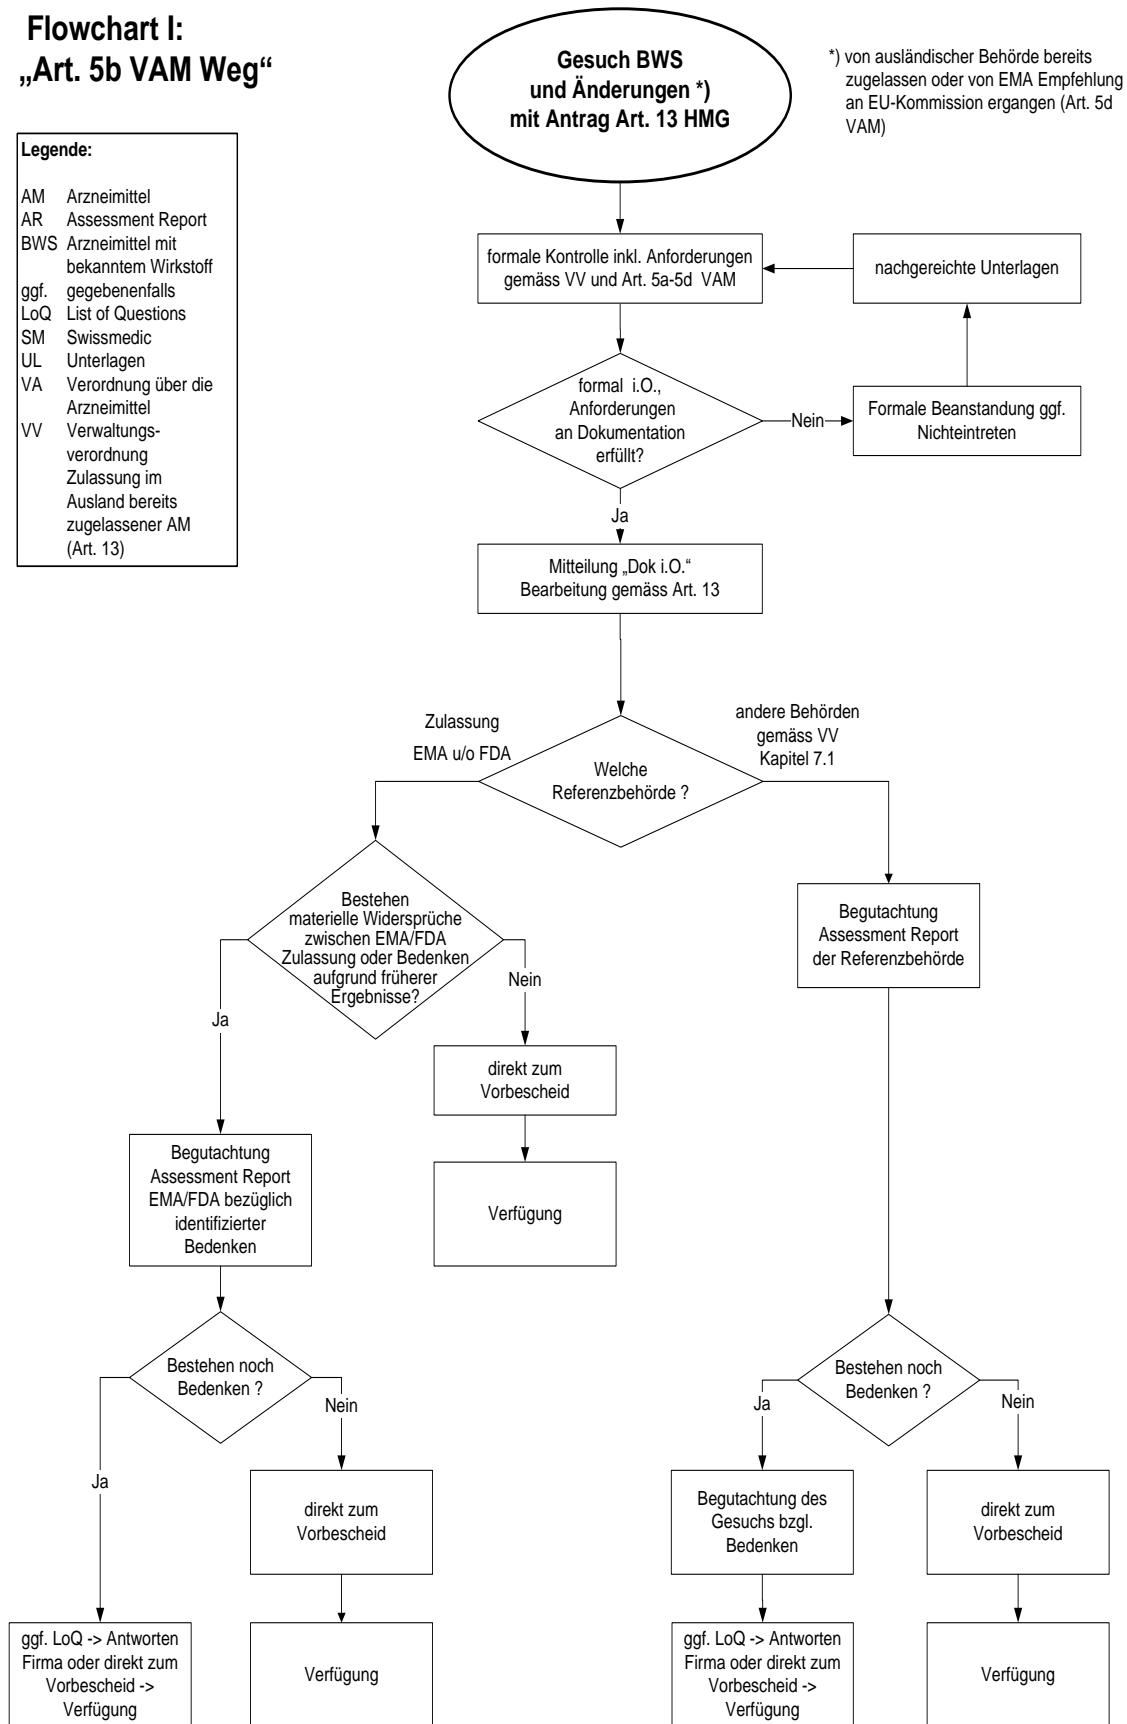 Flowchart I:
„Art. 5b VAM Weg“
Gesuch BWS
und Änderungen *)
mit Antrag Art. 13 HMG
*) von ausländischer Behörde bereits
zugelassen oder von EMA Empfehlung
an EU-Kommission ergangen (Art. 5d
VAM)
Legende:
AM Arzneimittel
AR Assessment Report
BWS Arzneimittel mit
bekanntem Wirkstoff
ggf. gegebenenfalls
LoQ List of Questions
SM Swissmedic
UL Unterlagen
VA Verordnung über die
Arzneimittel
VV Verwaltungs-
verordnung
Zulassung im
Ausland bereits
zugelassener AM
(Art. 13)
formale Kontrolle inkl. Anforderungen
gemäss VV und Art. 5a-5d VAM
nachgereichte Unterlagen
formal i.O.,
Anforderungen
an Dokumentation
erfüllt?
Nein
Formale Beanstandung ggf.
Nichteintreten
Ja
Mitteilung „Dok i.O.“
Bearbeitung gemäss Art. 13
Zulassung
EMA u/o FDA
Welche
Referenzbehörde ?
andere Behörden
gemäss VV
Kapitel 7.1
Bestehen
materielle Widersprüche
zwischen EMA/FDA
Zulassung oder Bedenken
aufgrund früherer
Ergebnisse?
Begutachtung
Assessment Report
der Referenzbehörde
Ja
Nein
direkt zum
Vorbescheid
Begutachtung
Assessment Report
EMA/FDA bezüglich
identifizierter
Bedenken
Verfügung
Bestehen noch
Bedenken ?
Bestehen noch
Bedenken ?
Ja
Nein
Ja
Nein
direkt zum
Vorbescheid
Begutachtung des
Gesuchs bzgl.
Bedenken
direkt zum
Vorbescheid
ggf. LoQ -> Antworten
Firma oder direkt zum
Vorbescheid ->
Verfügung
Verfügung
ggf. LoQ -> Antworten
Firma oder direkt zum
Vorbescheid ->
Verfügung
Verfügung